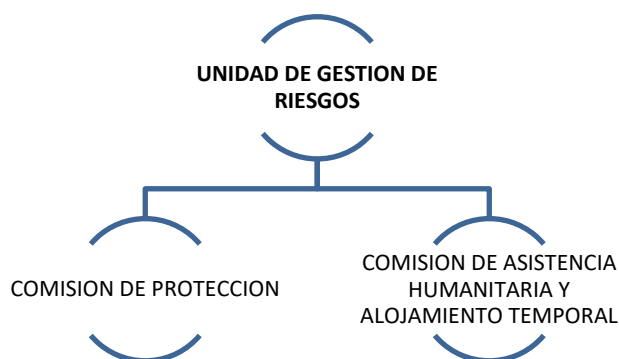 UNIDAD DE GESTION DE
RIESGOS
COMISION DE PROTECCION
COMISION DE ASISTENCIA
HUMANITARIA Y
ALOJAMIENTO TEMPORAL